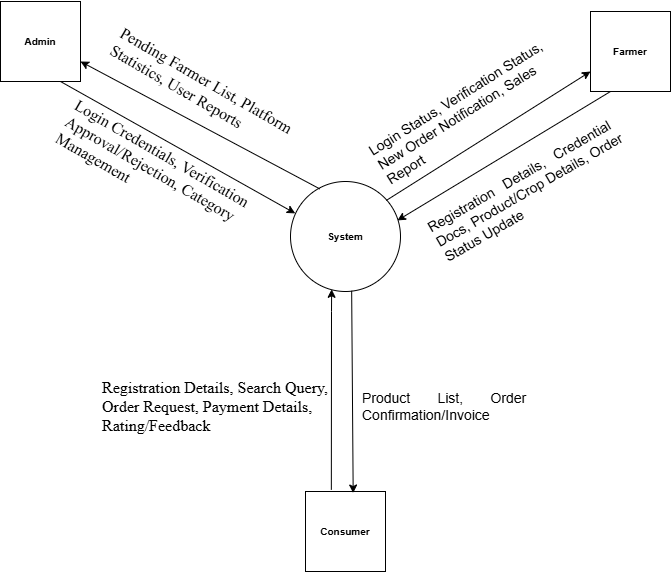 Admin
Farmer
Pending Farmer List, Platform
Statistics, User Reports
Login Credentials, Verification
Approval/Rejection, Category
Management
Login Status, Verification Status,
New Order Notification, Sales
Report
Registration Details, Credential
Docs, Product/Crop Details, Order
Status Update
System
Registration Details, Search Query,
Order Request, Payment Details,
Rating/Feedback
Product List, Order
Confirmation/Invoice
Consumer